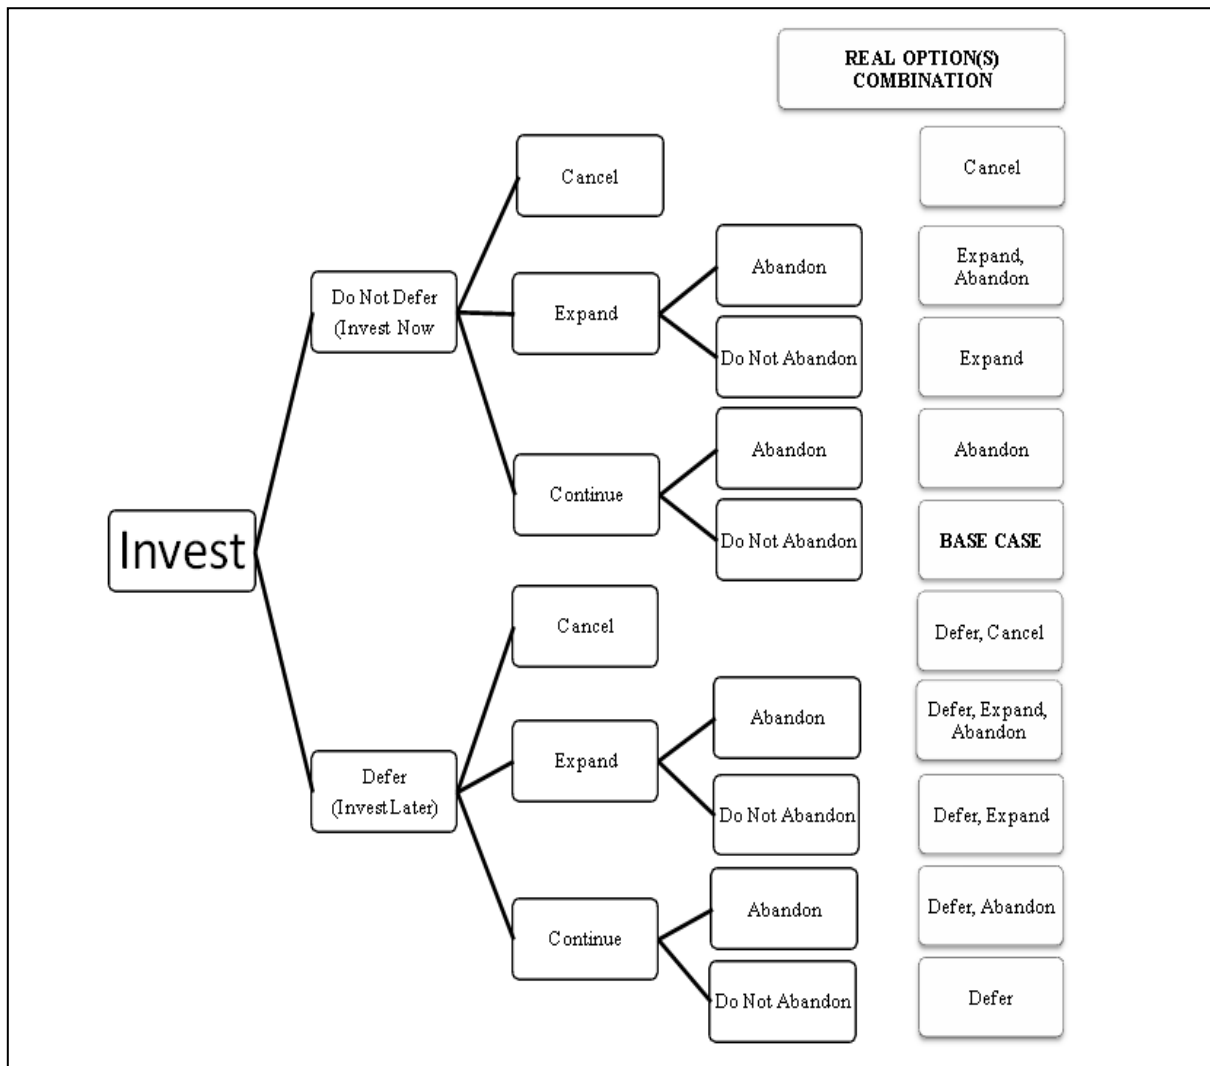 REAL OPTION(S)
COMBINATION
Cancel
Cancel
Abandon
Expand,
Abandon
Do Not Defer
(Invest Now
Expand
Do Not Abandon
Expand
Abandon
Abandon
Continue
Do Not Abandon
BASE CASE
Invest
Cancel
Defer, Cancel
Abandon
Defer, Expand,
Abandon
Defer
(InvestLater)
Expand
Do Not Abandon
Defer, Expand
Abandon
Defer, Abandon
Continue
Do Not Abandon
Defer